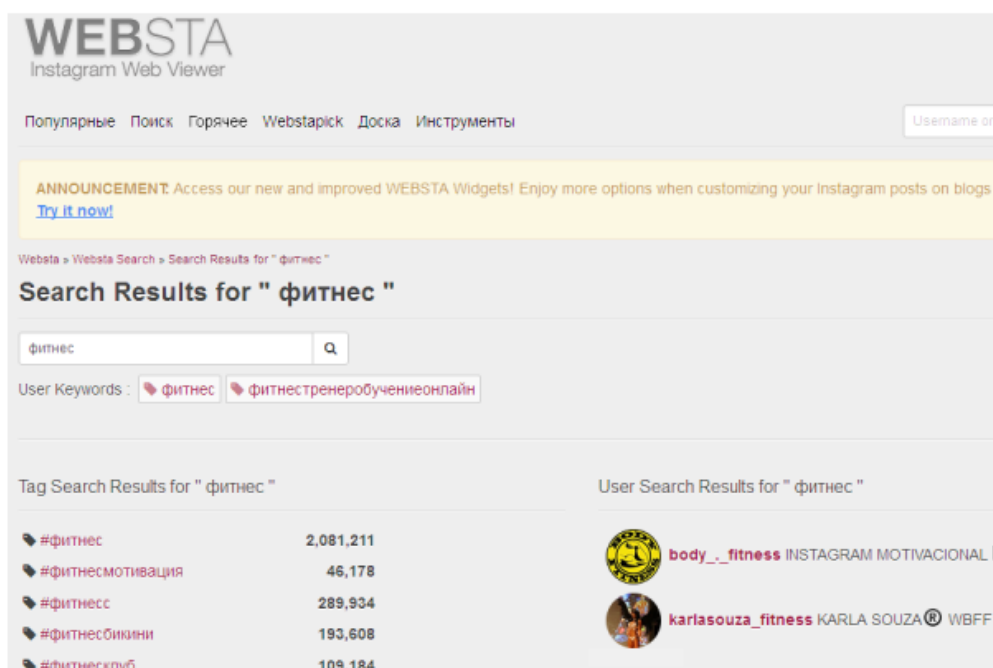 WEBSTA
Instagram Web Viewer
Популярные Поиск Горячее Webstapick Доска Инструменты
Username or
ANNOUNCEMENT: Access our new and improved WEBSTA Widgets! Enjoy more options when customizing your Instagram posts on blogs
Try it now!
Websta » Websta Search » Search Results for " фитнес "
Search Results for " фитнес "
фитнес
User Keywords : фитнес фитнестренеробучениеонлайн
Tag Search Results for " фитнес "
#фитнес 2,081,211
#фитнесмотивация 46,178
#фитнесс 289,934
#фитнесбикини 193,608
#фитнесклуб 109,184
User Search Results for " фитнес "
BODY
FITNESS
body_._fitness INSTAGRAM MOTIVACIONAL
karlasouza_fitness KARLA SOUZA® WBFF